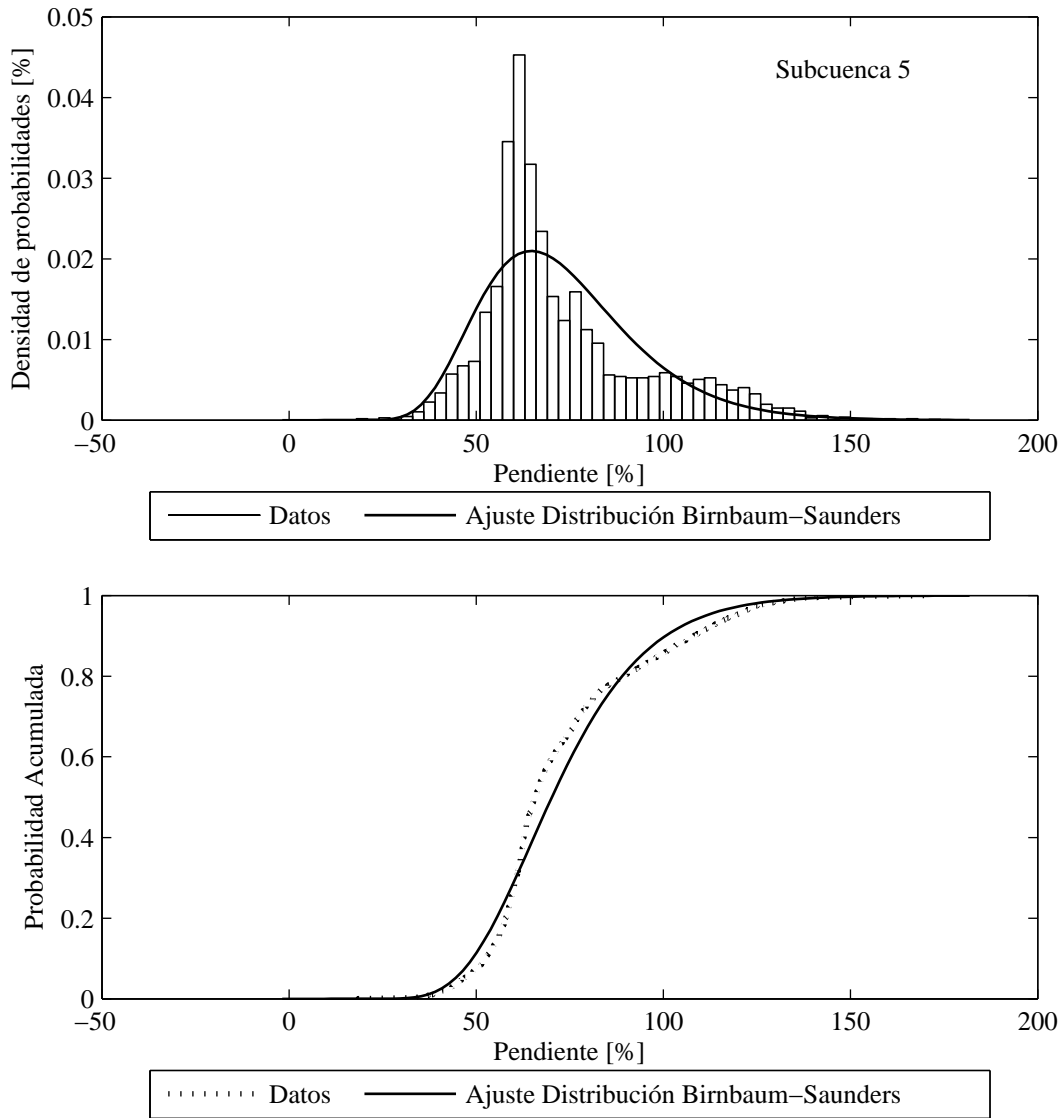 0.05
0.04
0.03
0.02
0.01
0
Densidad de probabilidades [%]
Subcuenca 5
−50
0
50
100
150
200
Pendiente [%]
Datos
Ajuste Distribución Birnbaum−Saunders
1
0.8
0.6
0.4
0.2
0
Probabilidad Acumulada
−50
0
50
100
150
200
Pendiente [%]
Datos
Ajuste Distribución Birnbaum−Saunders